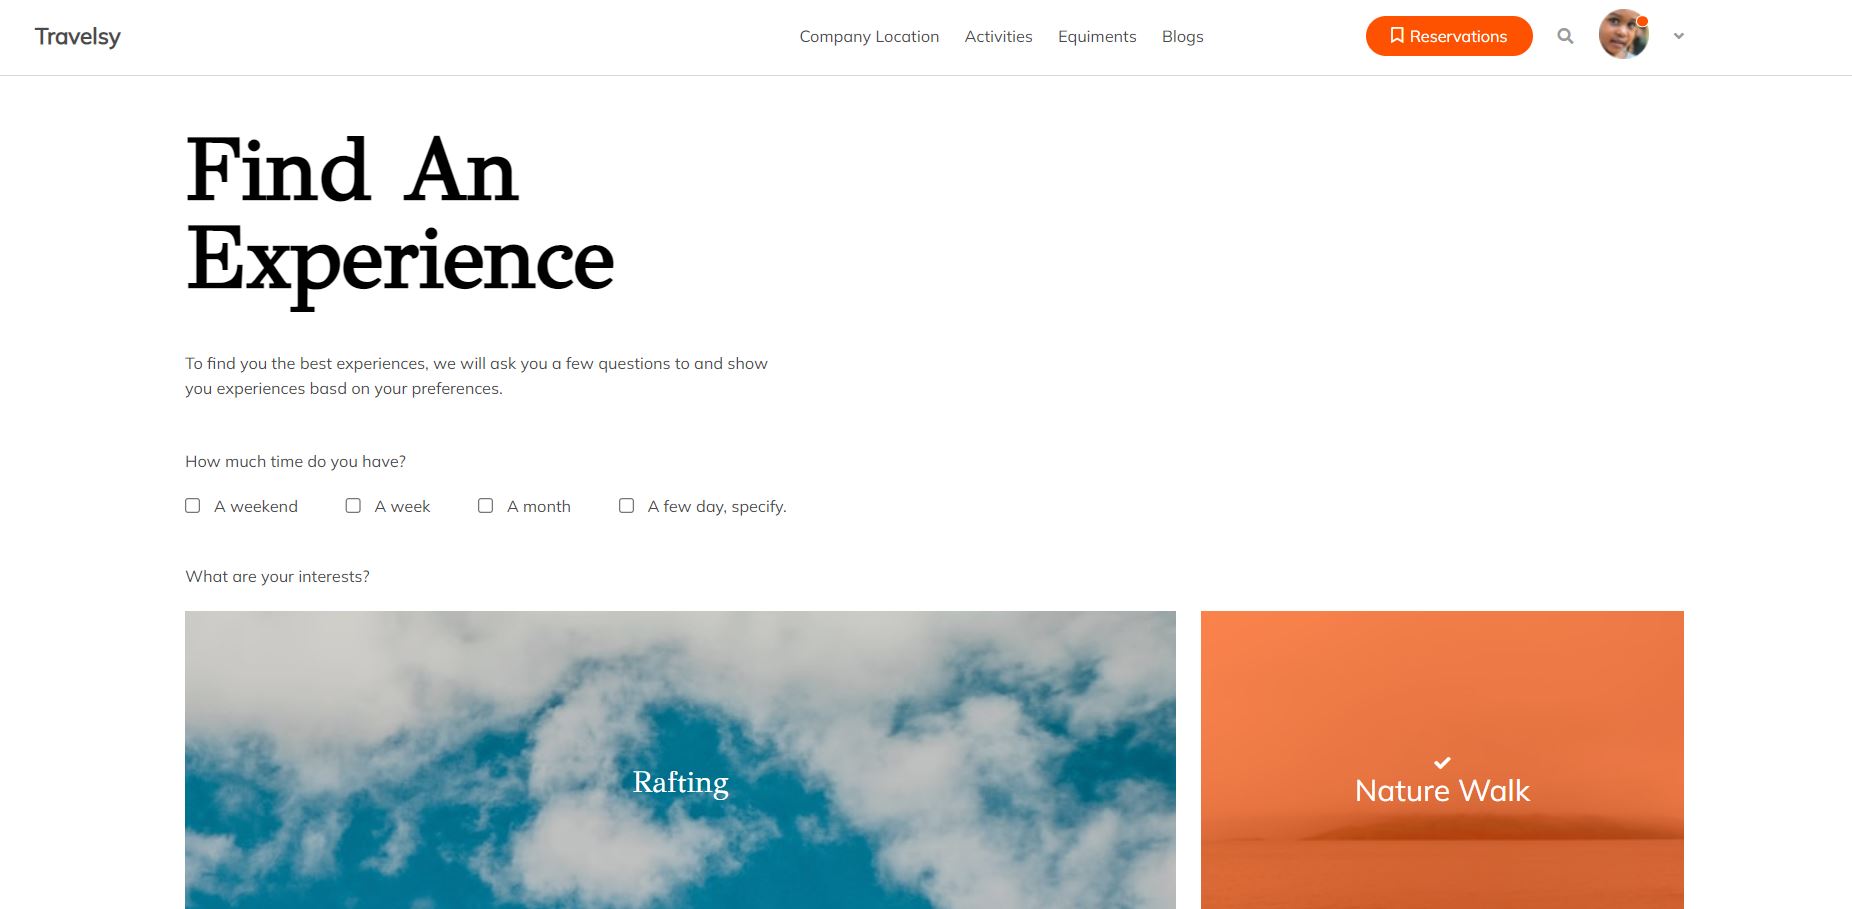 Travelsy
Company Location
Activities
Equiments
Blogs
Reservations
Find An
Experience
To find you the best experiences, we will ask you a few questions to and show
you experiences basd on your preferences.
How much time do you have?
A weekend
A week
A month
A few day, specify.
What are your interests?
Rafting
Nature Walk